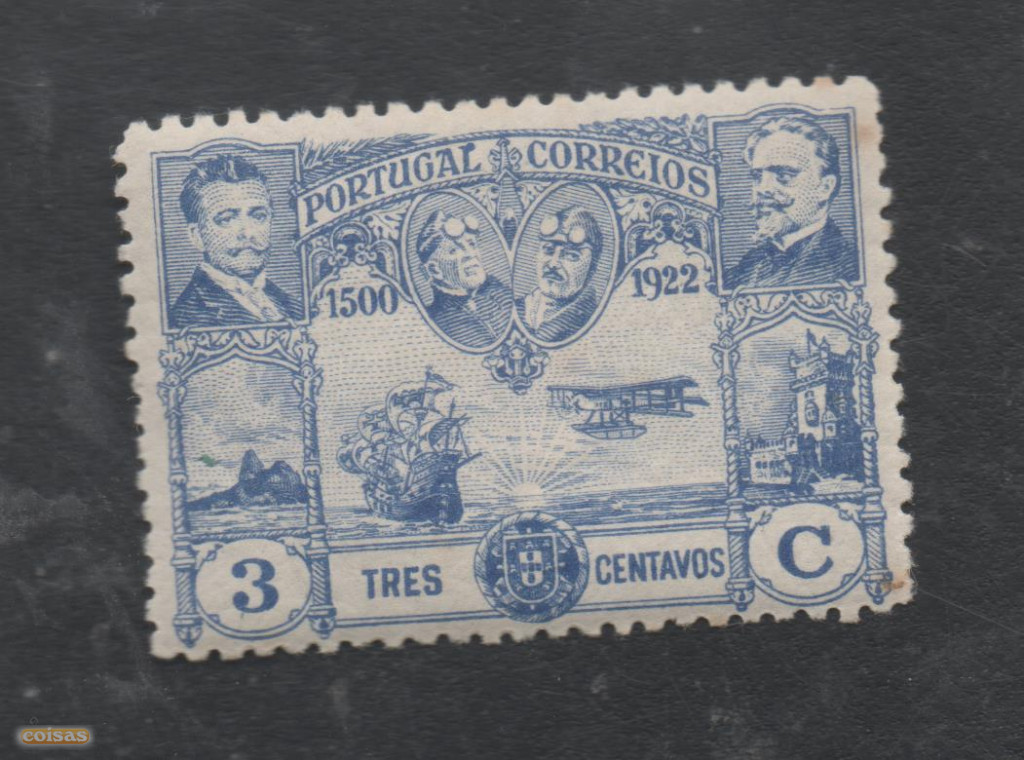 PORTUGAL CORREIOS
1500 1922
3 TRES CENTAVOS C
coisas